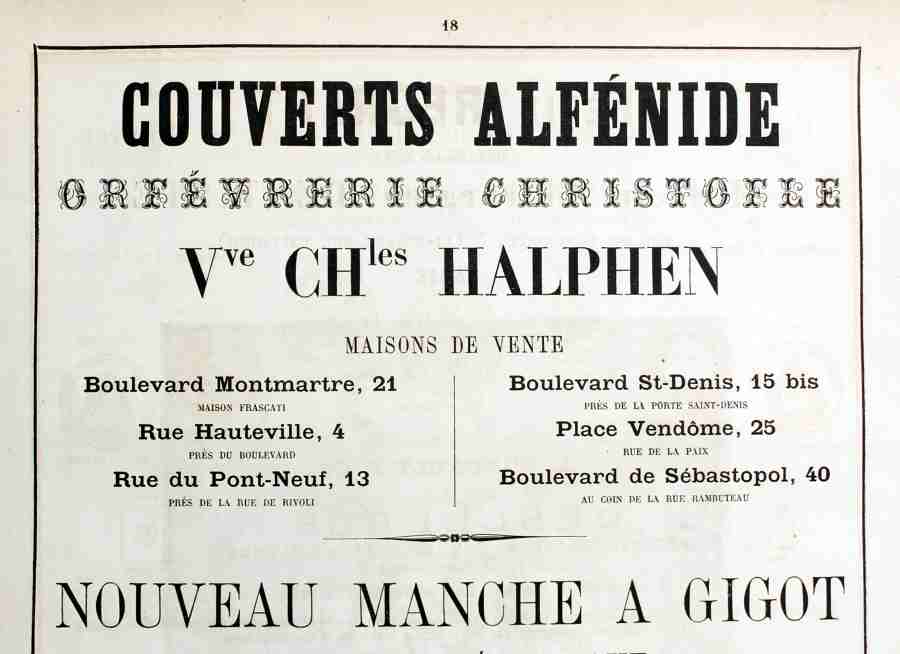 18
COUVERTS ALFÉNIDE
ORFÉVRERIE CHRISTOFLE
Vve CHles HALPHEN
MAISONS DE VENTE
Boulevard Montmartre, 21
MAISON FRASCATI
Rue Hauteville, 4
PRÈS DU BOULEVARD
Rue du Pont-Neuf, 13
PRÈS DE LA RUE DE RIVOLI
Boulevard St-Denis, 15 bis
PRÈS DE LA PORTE SAINT-DENIS
Place Vendôme, 25
RUE DE LA PAIX
Boulevard de Sébastopol, 40
AU COIN DE LA RUE RAMBUTEAU
NOUVEAU MANCHE A GIGOT